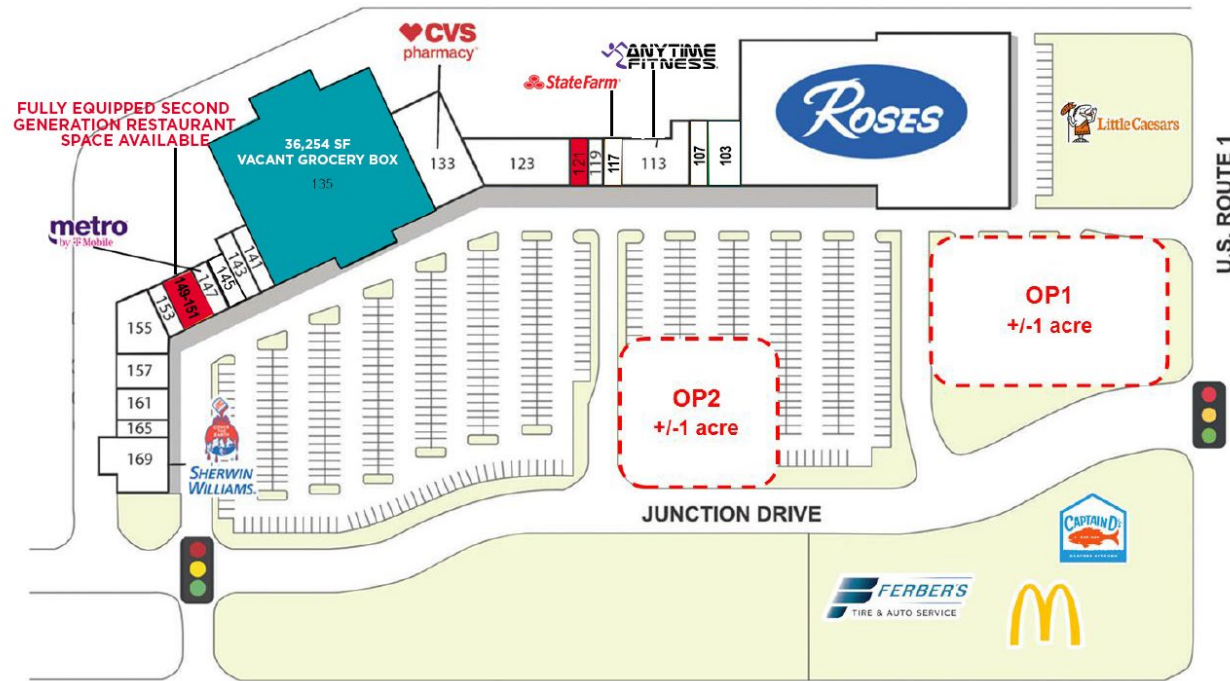 CVS
pharmacy
ANYTIME
FITNESS
StateFarm
FULLY EQUIPPED SECOND
GENERATION RESTAURANT
SPACE AVAILABLE
36,254 SF
VACANT GROCERY BOX
135
133
123
121
119
117
113
107
103
ROSES
Little Caesars
U.S. ROUTE 1
metro
by T Mobile
141
143
145
147
149-151
153
155
157
161
165
169
SHERWIN
WILLIAMS
OP1
+/-1 acre
OP2
+/-1 acre
JUNCTION DRIVE
CAPTAIN D'S
FERBER'S
TIRE & AUTO SERVICE